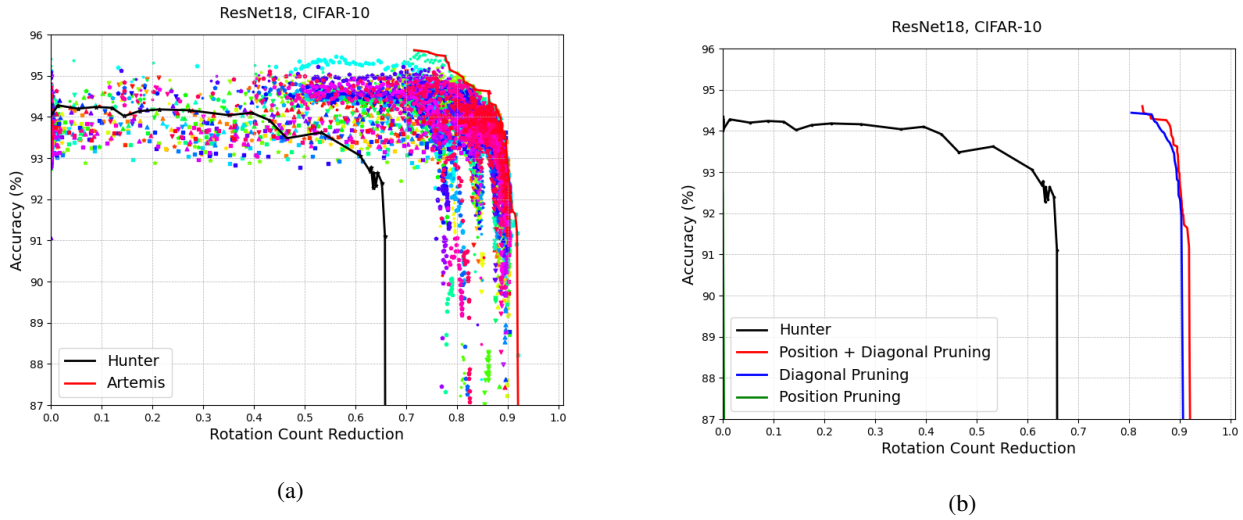 ResNet18, CIFAR-10
96
95
94
93
92
91
90
89
88
87
Accuracy (%)
0.0 0.1 0.2 0.3 0.4 0.5 0.6 0.7 0.8 0.9 1.0
Rotation Count Reduction
Hunter
Artemis
(a)
ResNet18, CIFAR-10
96
95
94
93
92
91
90
89
88
87
Accuracy (%)
0.0 0.1 0.2 0.3 0.4 0.5 0.6 0.7 0.8 0.9 1.0
Rotation Count Reduction
Hunter
Position + Diagonal Pruning
Diagonal Pruning
Position Pruning
(b)